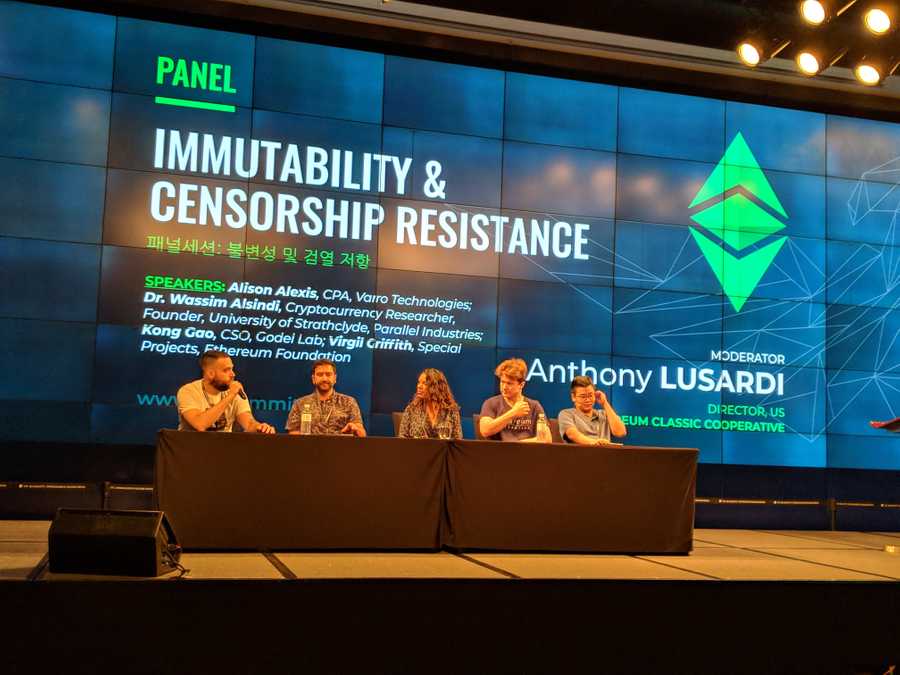 PANEL
IMMUTABILITY &
CENSORSHIP RESISTANCE
패널세션: 불변성 및 검열 저항
SPEAKERS: Alison Alexis, CPA, Varro Technologies;
Dr. Wassim Alsindi, Cryptocurrency Researcher,
Founder, University of Strathclyde, Parallel Industries;
Kong Gao, CSO, Godel Lab; Virgil Griffith, Special
Projects, Ethereum Foundation
MODERATOR
Anthony LUSARDI
DIRECTOR, US
EUM CLASSIC COOPERATIVE